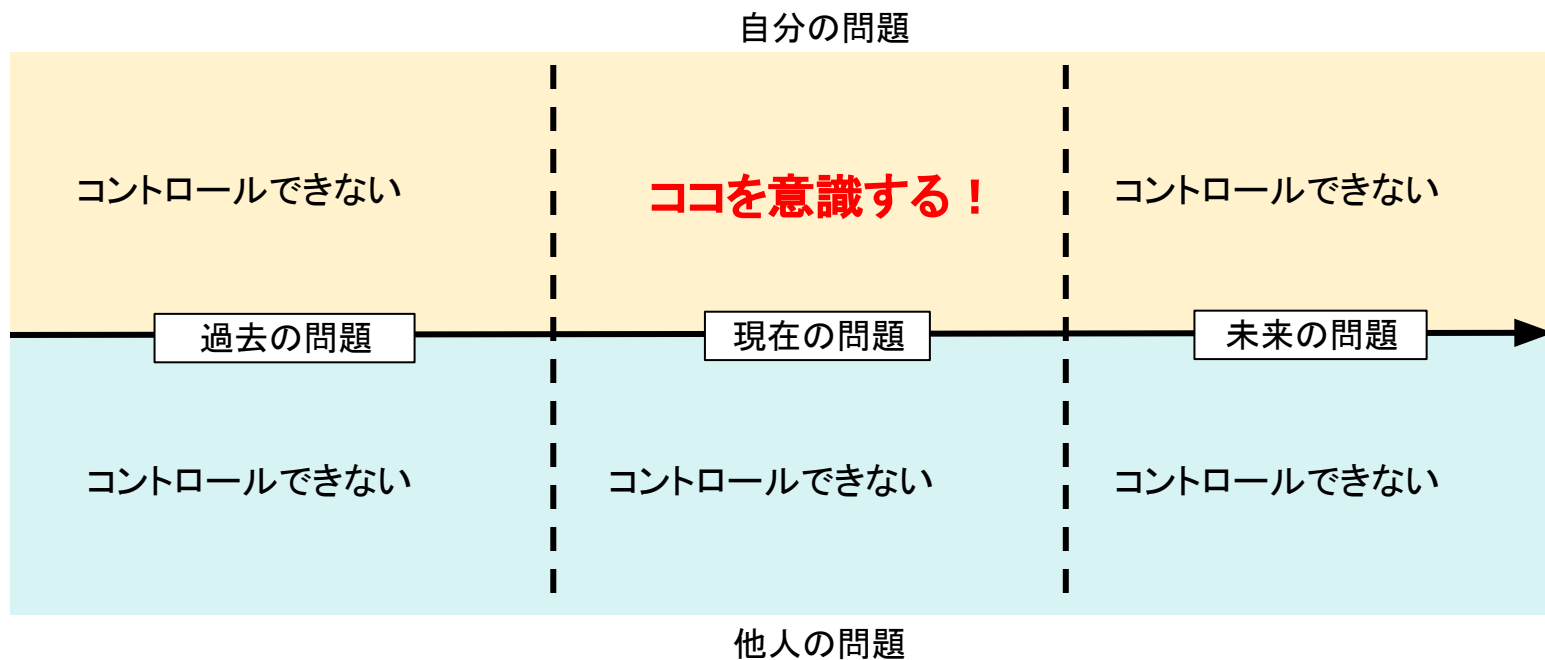 自分の問題
コントロールできない
ココを意識する！
コントロールできない
過去の問題
現在の問題
未来の問題
コントロールできない
コントロールできない
コントロールできない
他人の問題